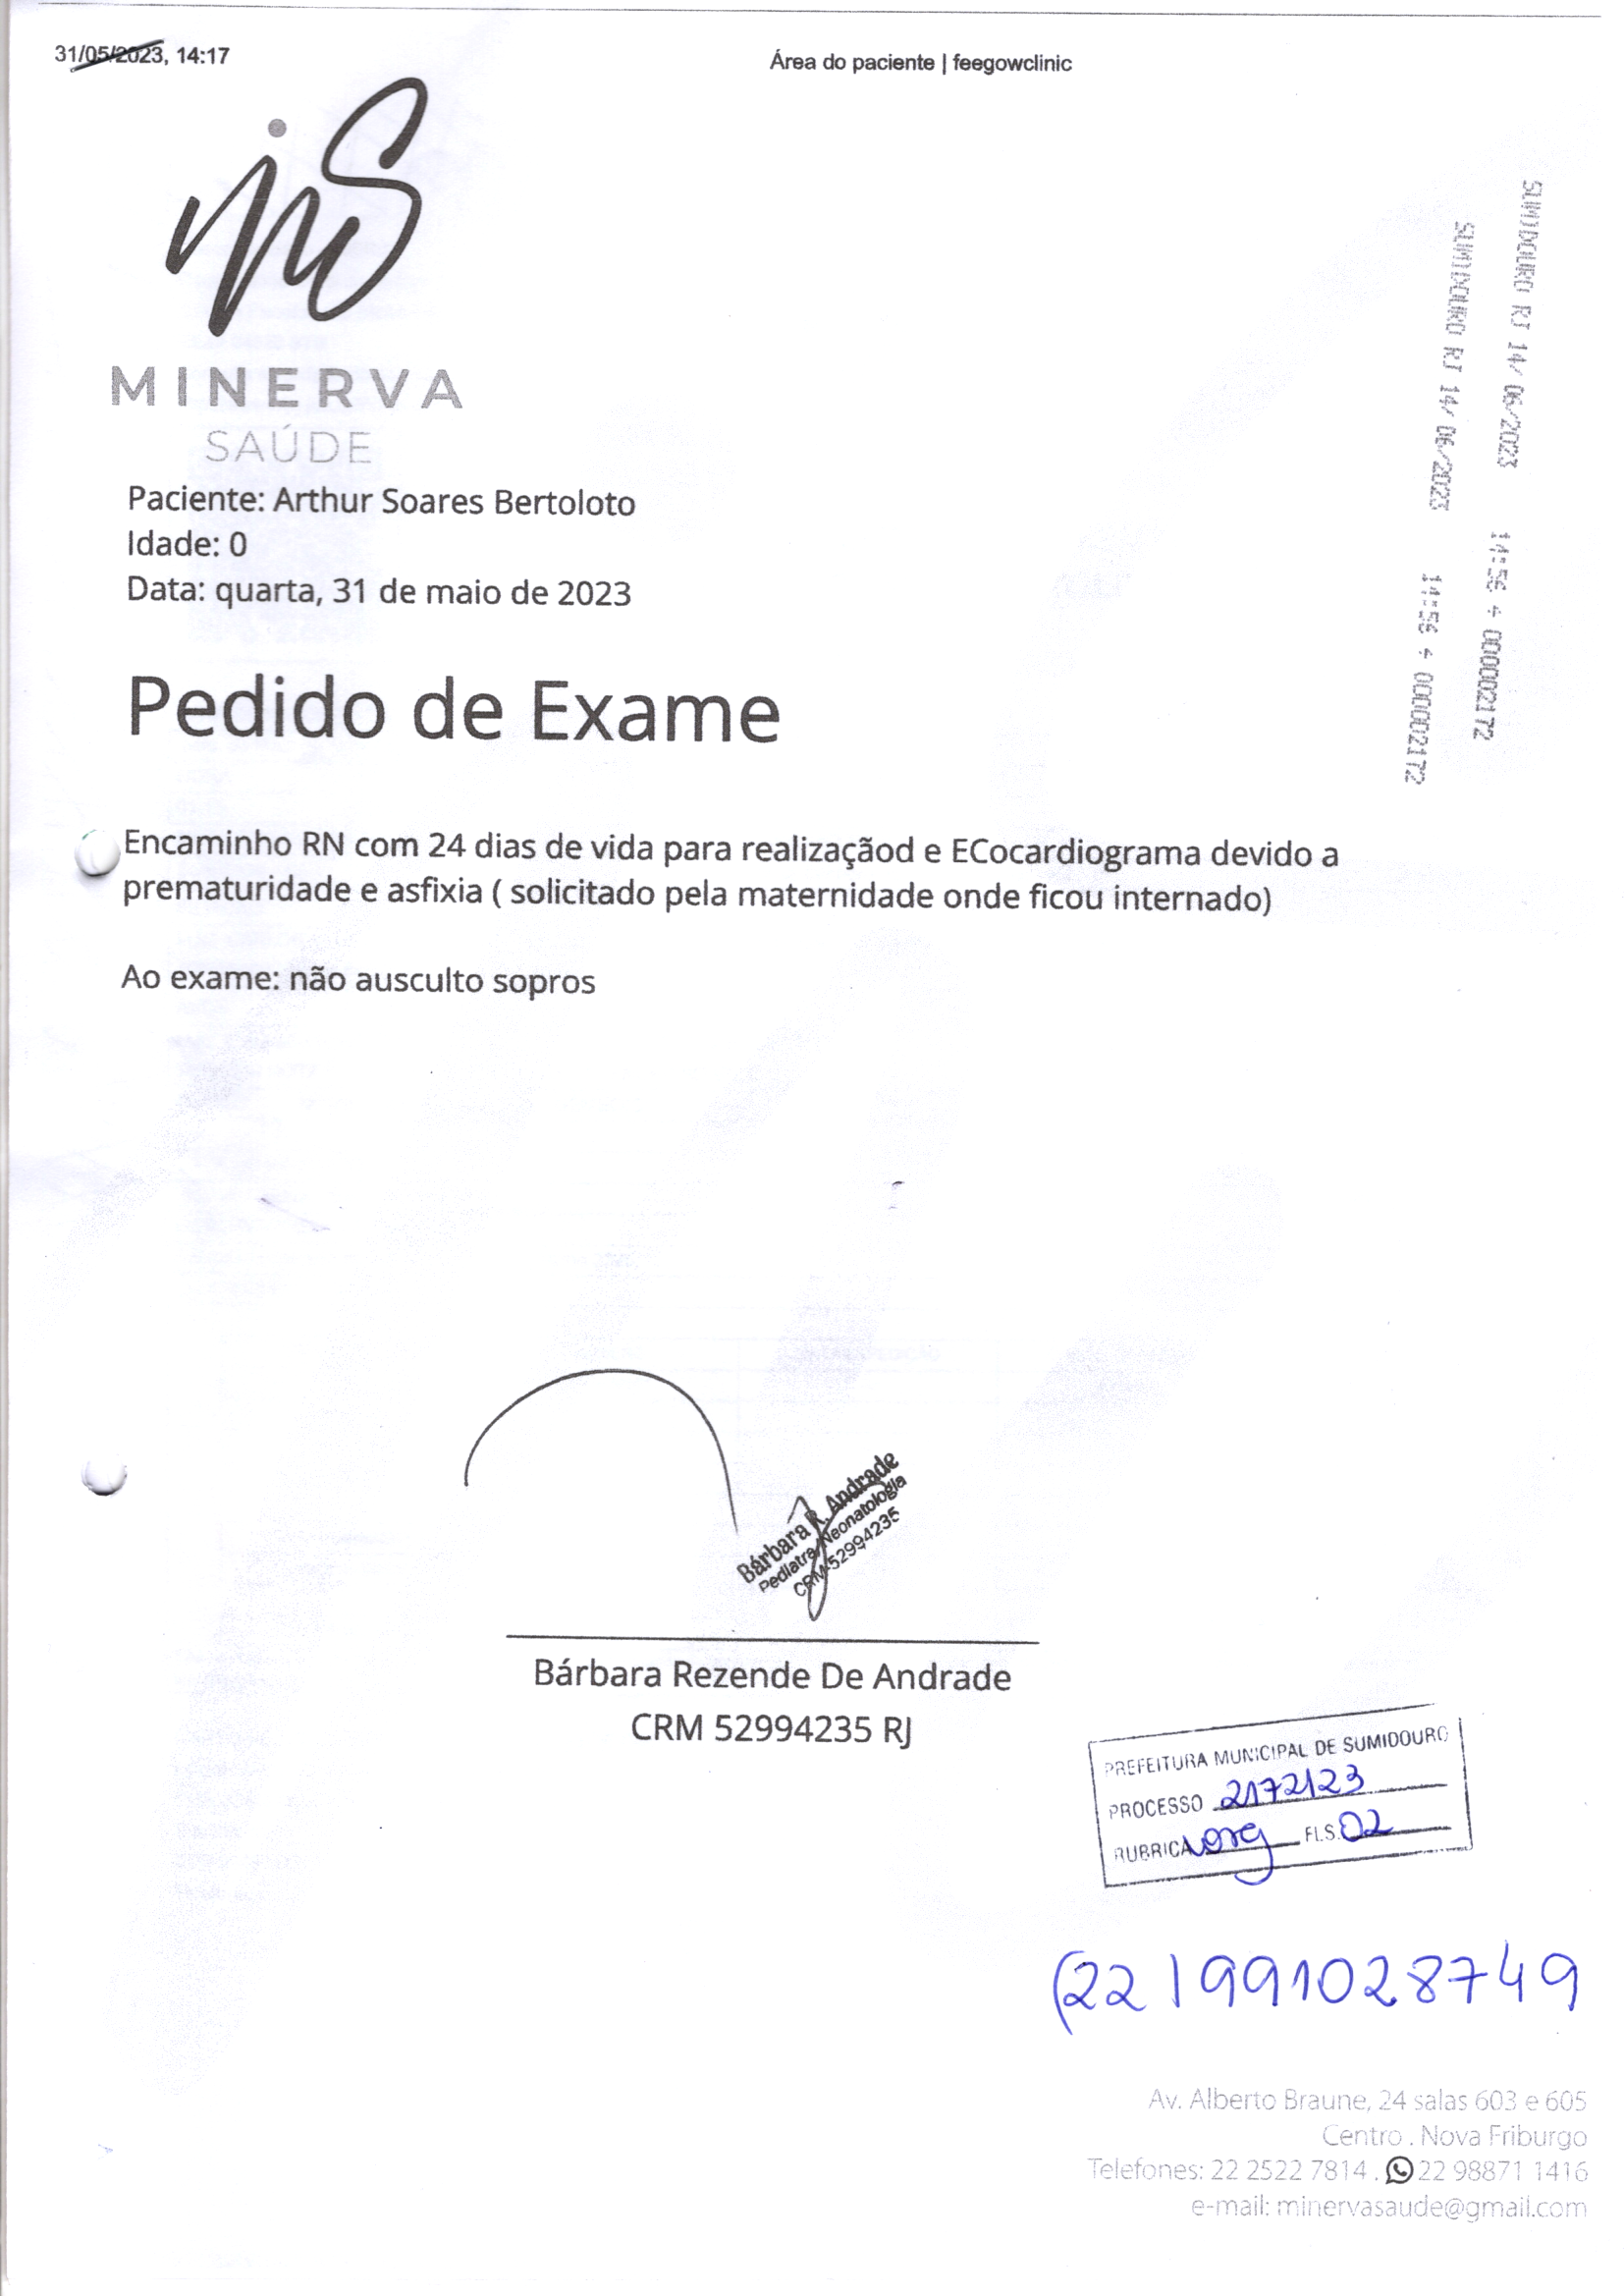 31/05/2023, 14:17
Área do paciente | feegowclinic
MINERVA
SAÚDE
SUMIDOURO RJ 14/06/2023 14:56 + 000002172
SUMIDOURO RJ 14/06/2023 14:56 + 000002172
Paciente: Arthur Soares Bertoloto
Idade: 0
Data: quarta, 31 de maio de 2023
Pedido de Exame
Encaminho RN com 24 dias de vida para realizaçãod e ECocardiograma devido a
prematuridade e asfixia ( solicitado pela maternidade onde ficou internado)
Ao exame: não ausculto sopros
Bárbara R. Andrade
Pediatra/Neonatologia
CRM-52994235
Bárbara Rezende De Andrade
CRM 52994235 RJ
PREFEITURA MUNICIPAL DE SUMIDOURO
PROCESSO 2172/23
RUBRICA FLS. 02
(22) 991028749
Av. Alberto Braune, 24 salas 603 e 605
Centro . Nova Friburgo
Telefones: 22 2522 7814 . 22 98871 1416
e-mail: minervasaude@gmail.com